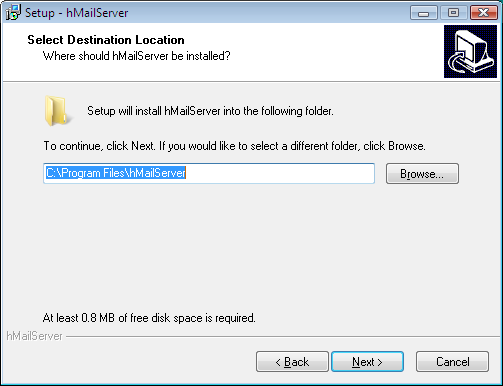 Setup - hMailServer
Select Destination Location
Where should hMailServer be installed?
Setup will install hMailServer into the following folder.
To continue, click Next. If you would like to select a different folder, click Browse.
C:\Program Files\hMailServer
Browse...
At least 0.8 MB of free disk space is required.
hMailServer
< Back
Next >
Cancel